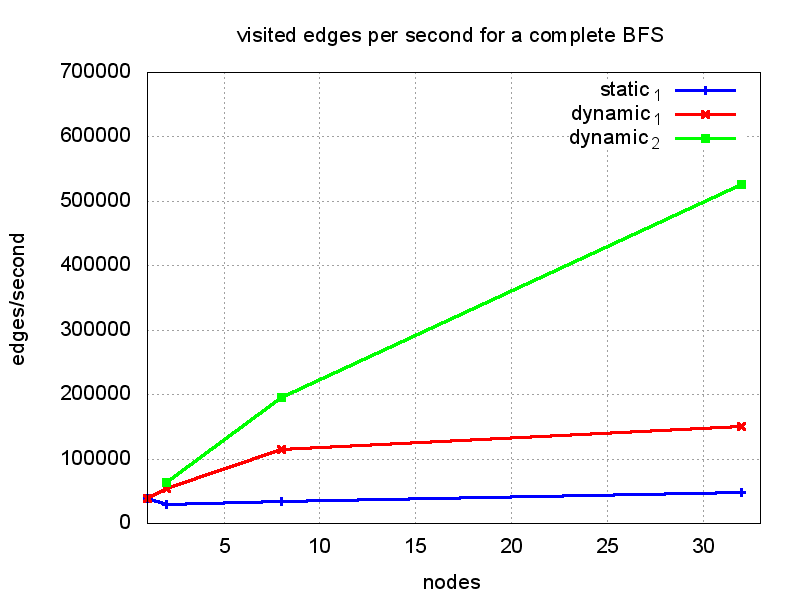 visited edges per second for a complete BFS
700000
600000
500000
400000
300000
200000
100000
0
edges/second
static 1
dynamic 1
dynamic 2
5 10 15 20 25 30
nodes